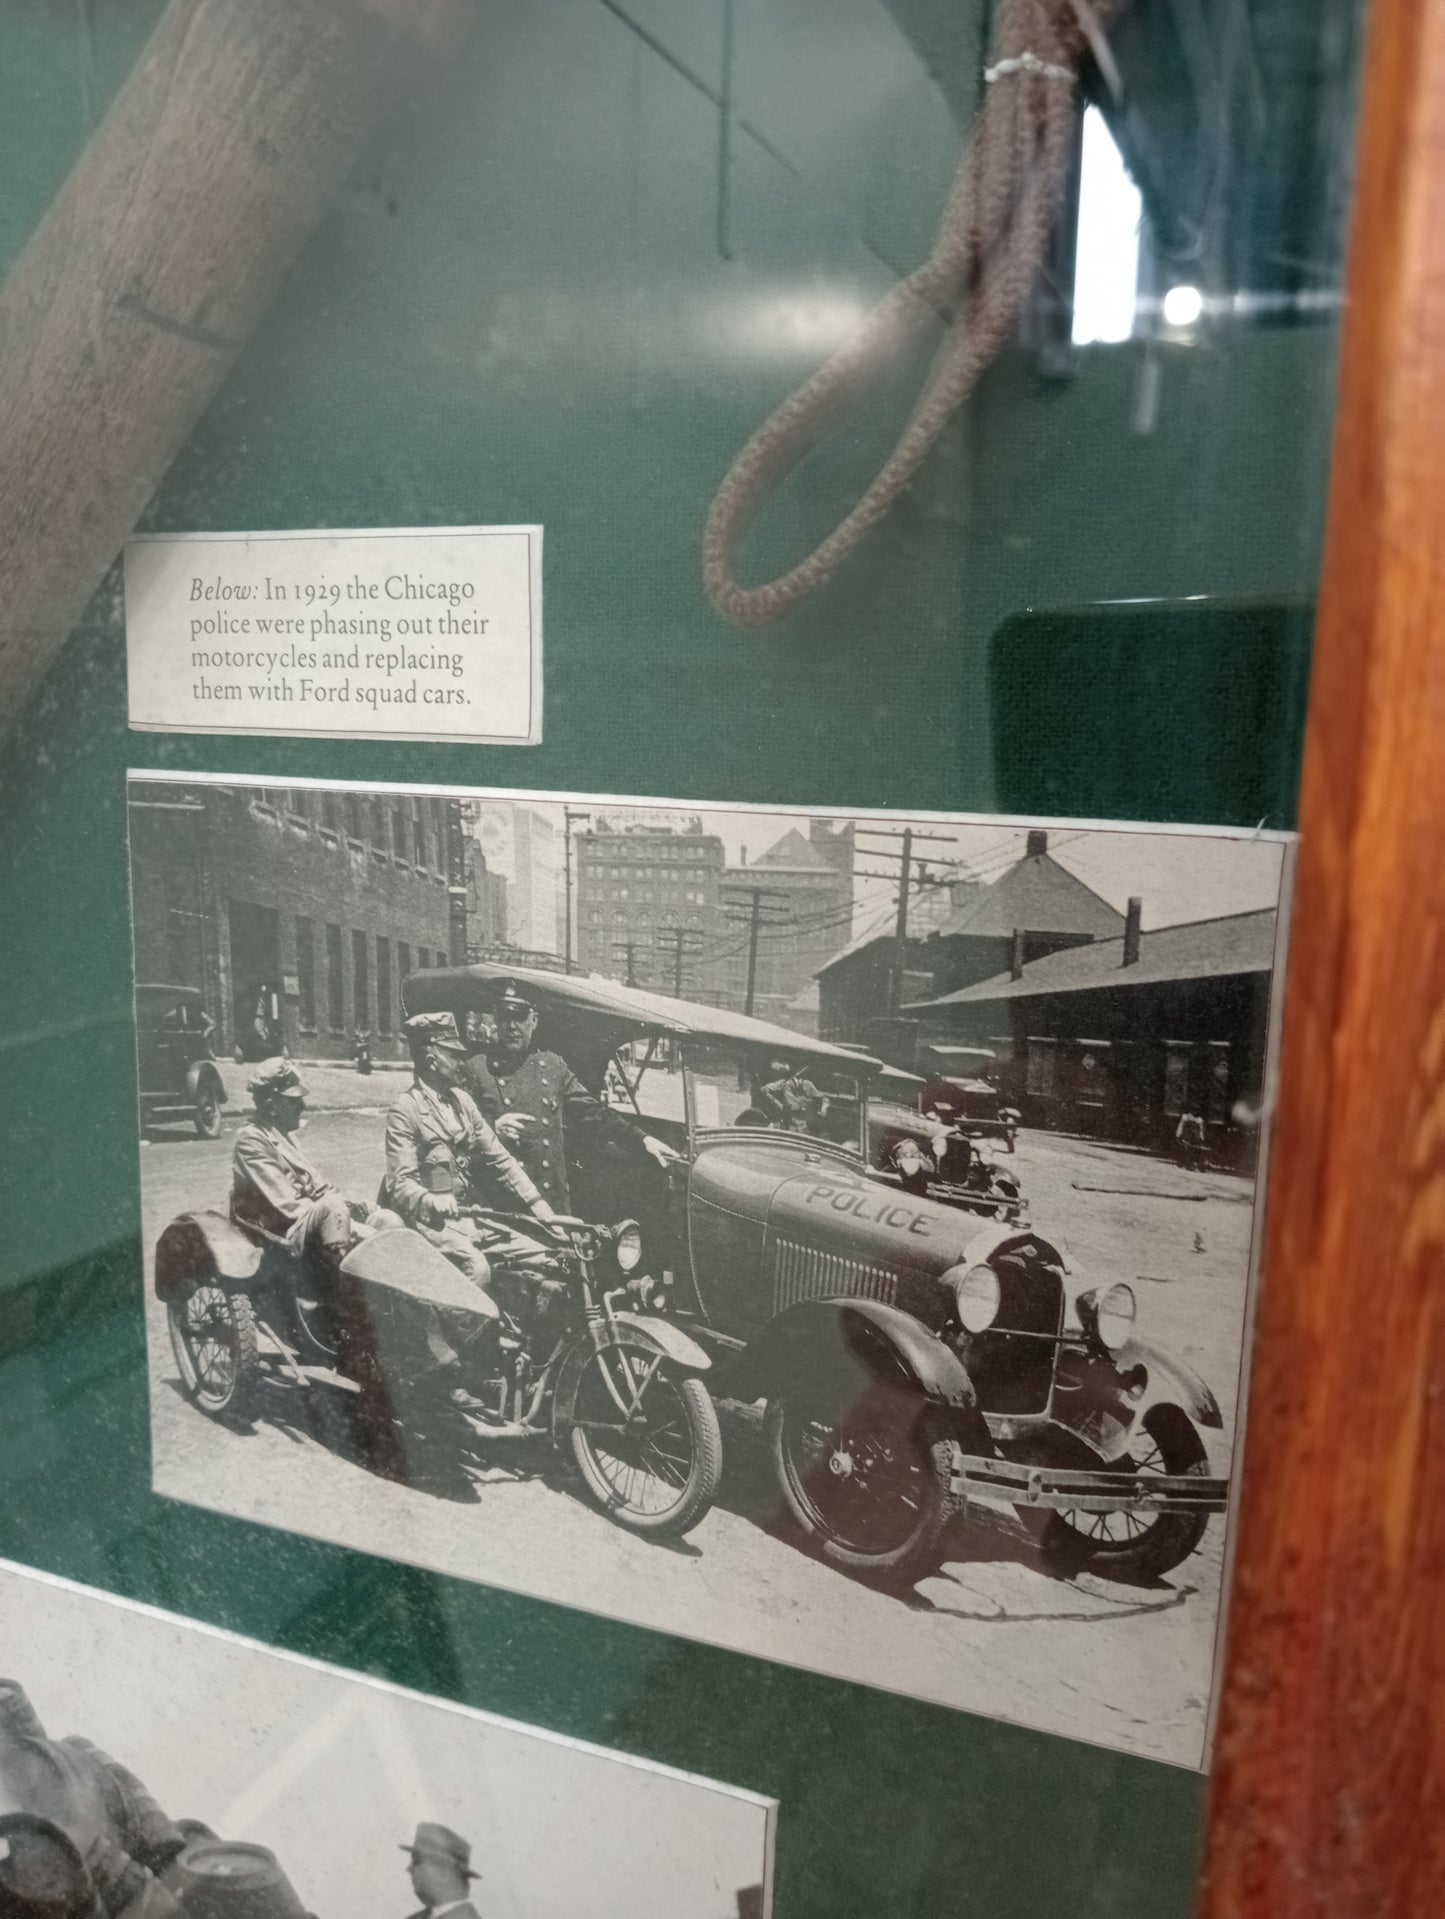 Below: In 1929 the Chicago
police were phasing out their
motorcycles and replacing
them with Ford squad cars.
POLICE